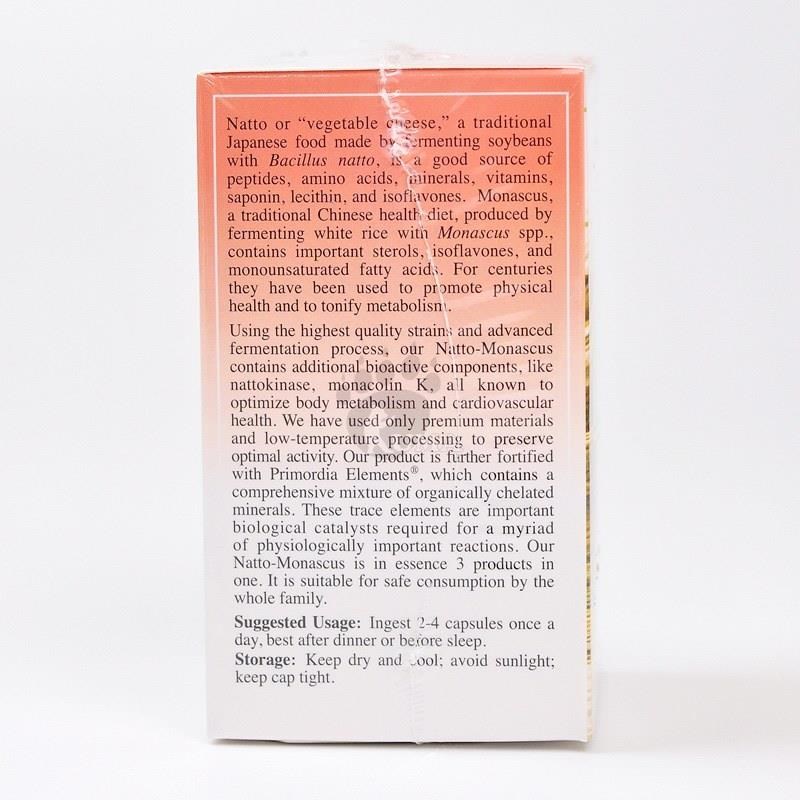 Natto or “vegetable cheese,” a traditional
Japanese food made by fermenting soybeans
with Bacillus natto, is a good source of
peptides, amino acids, minerals, vitamins,
saponin, lecithin, and isoflavones. Monascus,
a traditional Chinese health diet, produced by
fermenting white rice with Monascus spp.,
contains important sterols, isoflavones, and
monounsaturated fatty acids. For centuries
they have been used to promote physical
health and to tonify metabolism.
Using the highest quality strains and advanced
fermentation process, our Natto-Monascus
contains additional bioactive components, like
nattokinase, monacolin K, all known to
optimize body metabolism and cardiovascular
health. We have used only premium materials
and low-temperature processing to preserve
optimal activity. Our product is further fortified
with Primordia Elements®, which contains a
comprehensive mixture of organically chelated
minerals. These trace elements are important
biological catalysts required for a myriad
of physiologically important reactions. Our
Natto-Monascus is in essence 3 products in
one. It is suitable for safe consumption by the
whole family.
Suggested Usage: Ingest 2-4 capsules once a
day, best after dinner or before sleep.
Storage: Keep dry and cool; avoid sunlight;
keep cap tight.